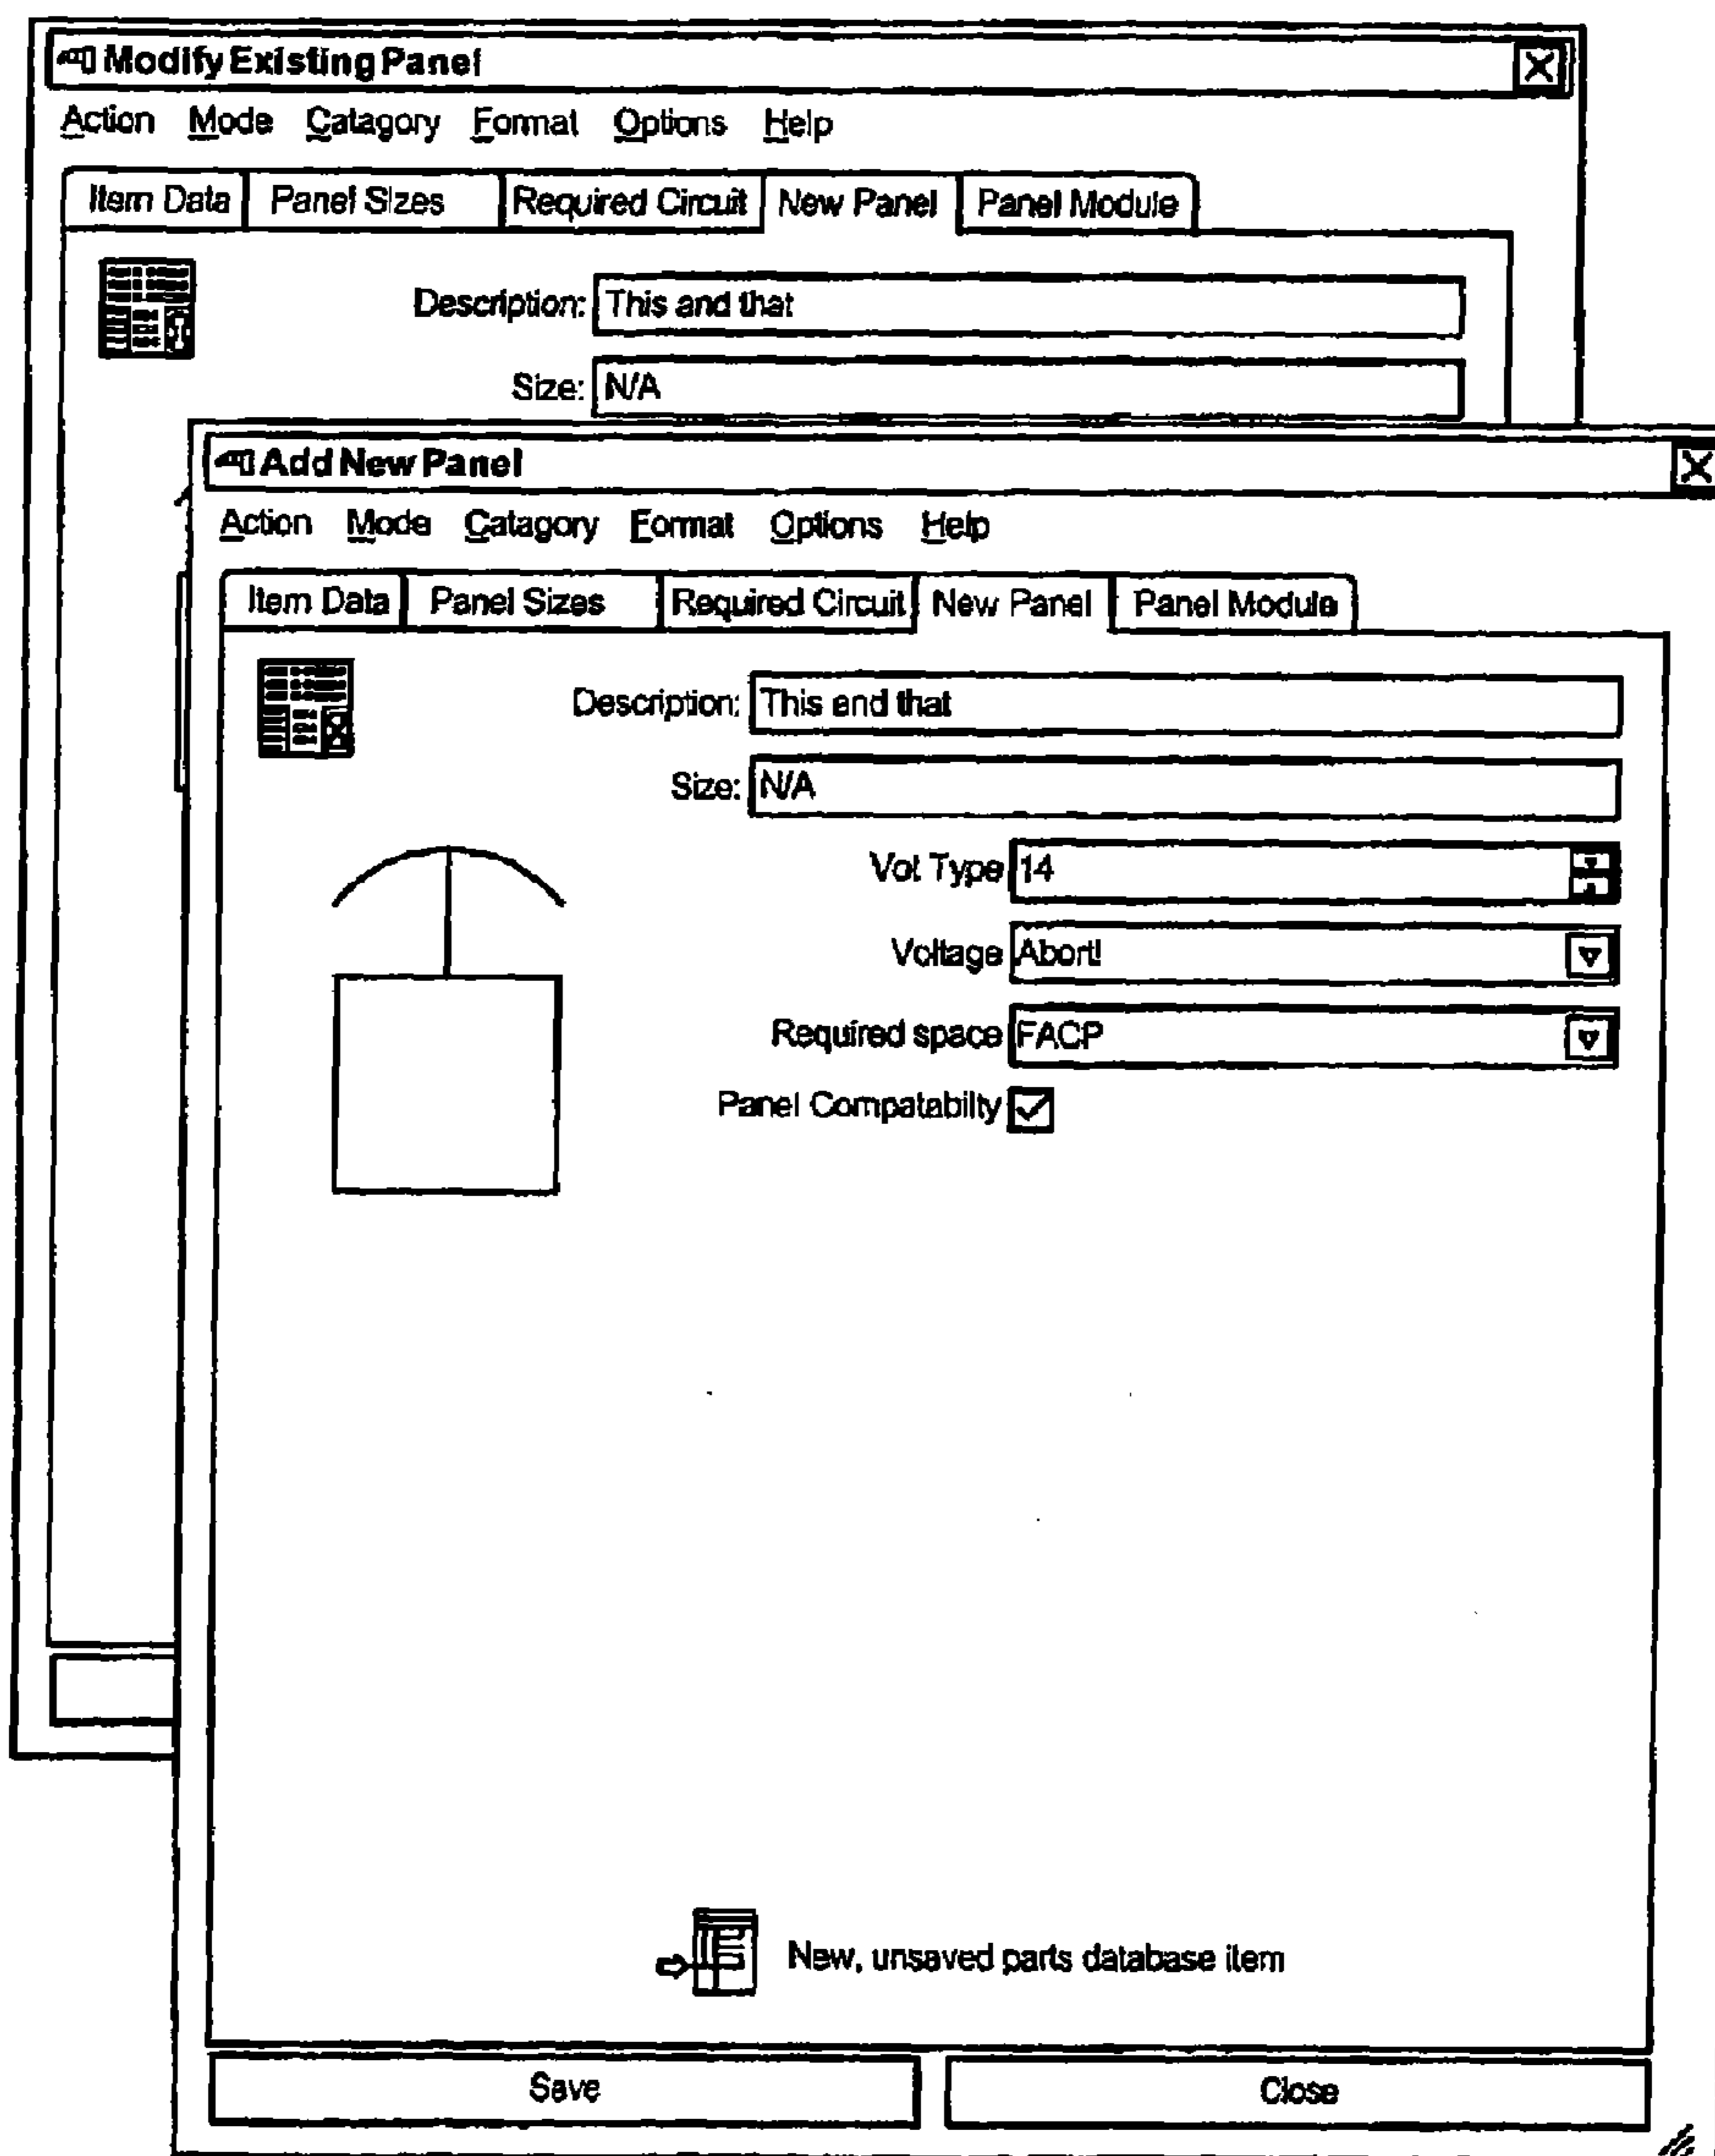 Modify Existing Panel
Action Mode Catagory Format Options Help
Item Data Panel Sizes Required Circuit New Panel Panel Module
Description: This and that
Size: N/A
Add New Panel
Action Mode Catagory Format Options Help
Item Data Panel Sizes Required Circuit New Panel Panel Module
Description: This and that
Size: N/A
Vol Type 14
Voltage Abort!
Required space FACP
Panel Compatabilty
New, unsaved parts database item
Save Close